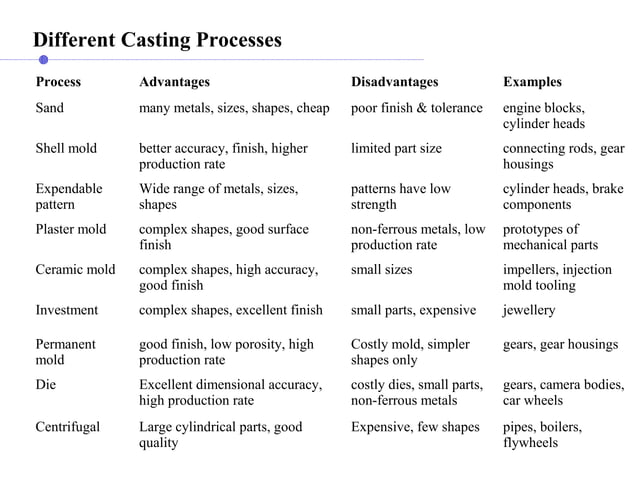 Different Casting Processes
Process Advantages Disadvantages Examples
Sand many metals, sizes, shapes, cheap poor finish & tolerance engine blocks,
cylinder heads
Shell mold better accuracy, finish, higher limited part size connecting rods, gear
production rate housings
Expendable Wide range of metals, sizes, patterns have low cylinder heads, brake
pattern shapes strength components
Plaster mold complex shapes, good surface non-ferrous metals, low prototypes of
finish production rate mechanical parts
Ceramic mold complex shapes, high accuracy, small sizes impellers, injection
good finish mold tooling
Investment complex shapes, excellent finish small parts, expensive jewellery
Permanent good finish, low porosity, high Costly mold, simpler gears, gear housings
mold production rate shapes only
Die Excellent dimensional accuracy, costly dies, small parts, gears, camera bodies,
high production rate non-ferrous metals car wheels
Centrifugal Large cylindrical parts, good Expensive, few shapes pipes, boilers,
quality flywheels